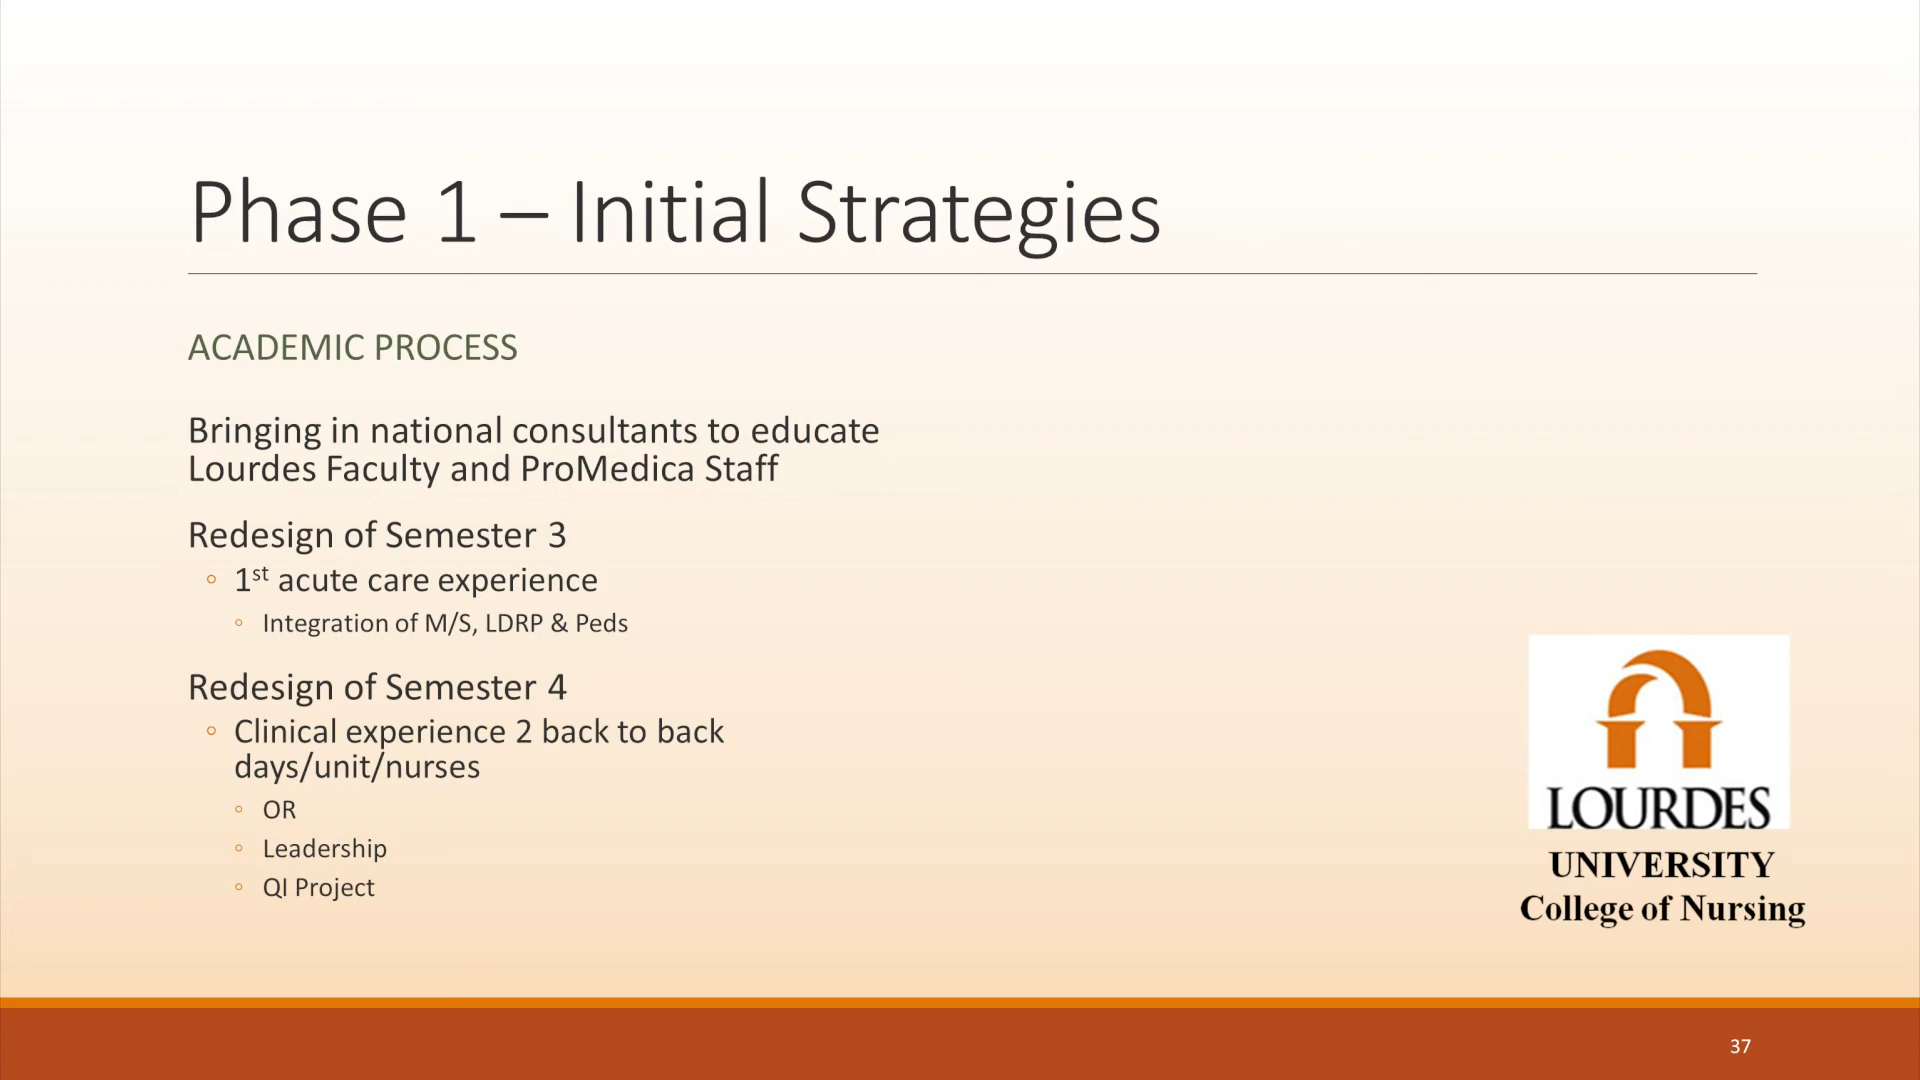 Phase 1 – Initial Strategies
ACADEMIC PROCESS
Bringing in national consultants to educate
Lourdes Faculty and ProMedica Staff
Redesign of Semester 3
◦ 1st acute care experience
◦ Integration of M/S, LDRP & Peds
Redesign of Semester 4
◦ Clinical experience 2 back to back
days/unit/nurses
◦ OR
◦ Leadership
◦ QI Project
LOURDES
UNIVERSITY
College of Nursing
37